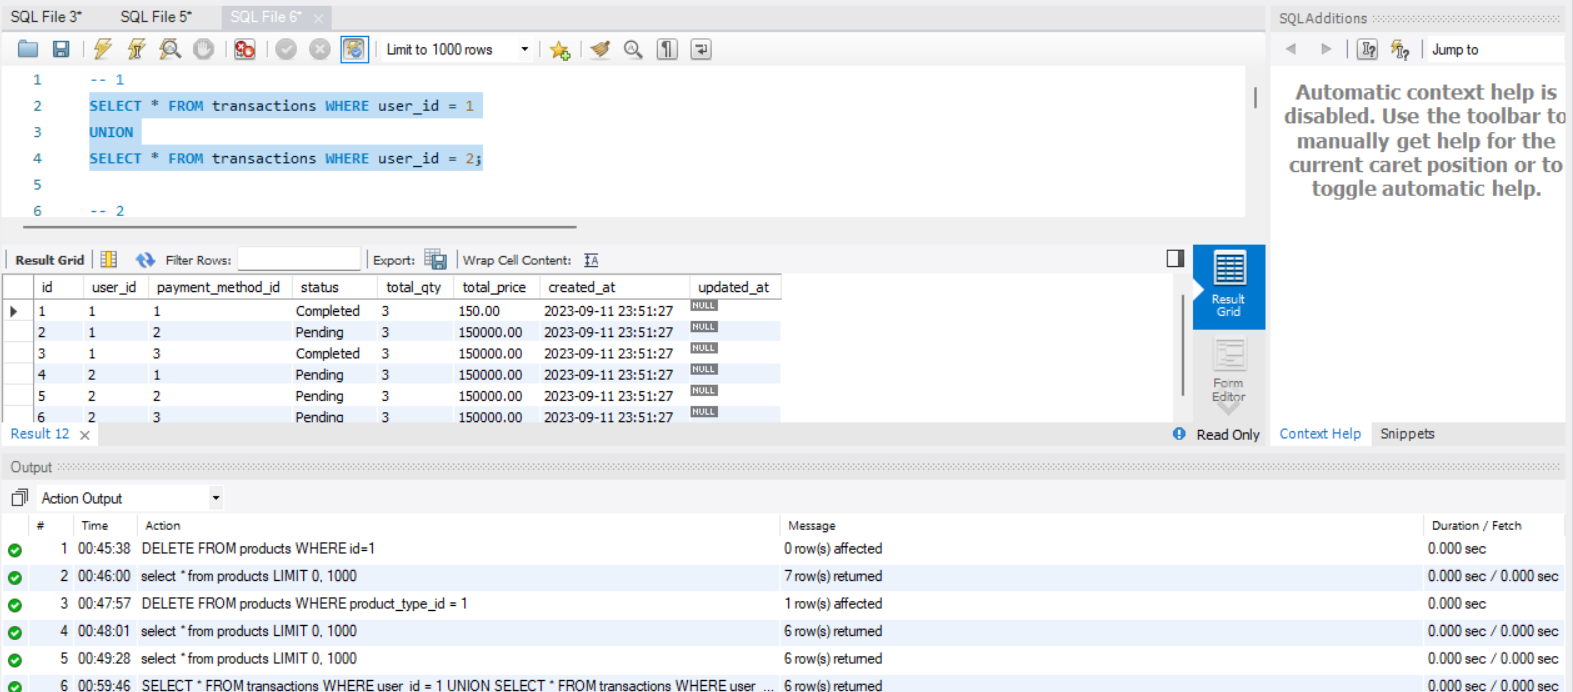 SQL File 3* SQL File 5* SQL File 6* SQLAdditions
Limit to 1000 rows Jump to
1 -- 1
2 SELECT * FROM transactions WHERE user_id = 1
3 UNION
4 SELECT * FROM transactions WHERE user_id = 2;
5
6 -- 2
Automatic context help is
disabled. Use the toolbar to
manually get help for the
current caret position or to
toggle automatic help.
Result Grid Filter Rows: Export: Wrap Cell Content:
id user_id payment_method_id status total_qty total_price created_at updated_at
1 1 1 Completed 3 150.00 2023-09-11 23:51:27 NULL
2 1 2 Pending 3 150000.00 2023-09-11 23:51:27 NULL
3 1 3 Completed 3 150000.00 2023-09-11 23:51:27 NULL
4 2 1 Pending 3 150000.00 2023-09-11 23:51:27 NULL
5 2 2 Pending 3 150000.00 2023-09-11 23:51:27 NULL
6 2 3 Pending 3 150000.00 2023-09-11 23:51:27 NULL
Result
Grid
Form
Editor
Result 12 Read Only Context Help Snippets
Output
Action Output
# Time Action Message Duration / Fetch
1 00:45:38 DELETE FROM products WHERE id=1 0 row(s) affected 0.000 sec
2 00:46:00 select * from products LIMIT 0, 1000 7 row(s) returned 0.000 sec / 0.000 sec
3 00:47:57 DELETE FROM products WHERE product_type_id = 1 1 row(s) affected 0.000 sec
4 00:48:01 select * from products LIMIT 0, 1000 6 row(s) returned 0.000 sec / 0.000 sec
5 00:49:28 select * from products LIMIT 0, 1000 6 row(s) returned 0.000 sec / 0.000 sec
6 00:59:46 SELECT * FROM transactions WHERE user_id = 1 UNION SELECT * FROM transactions WHERE user_... 6 row(s) returned 0.000 sec / 0.000 sec